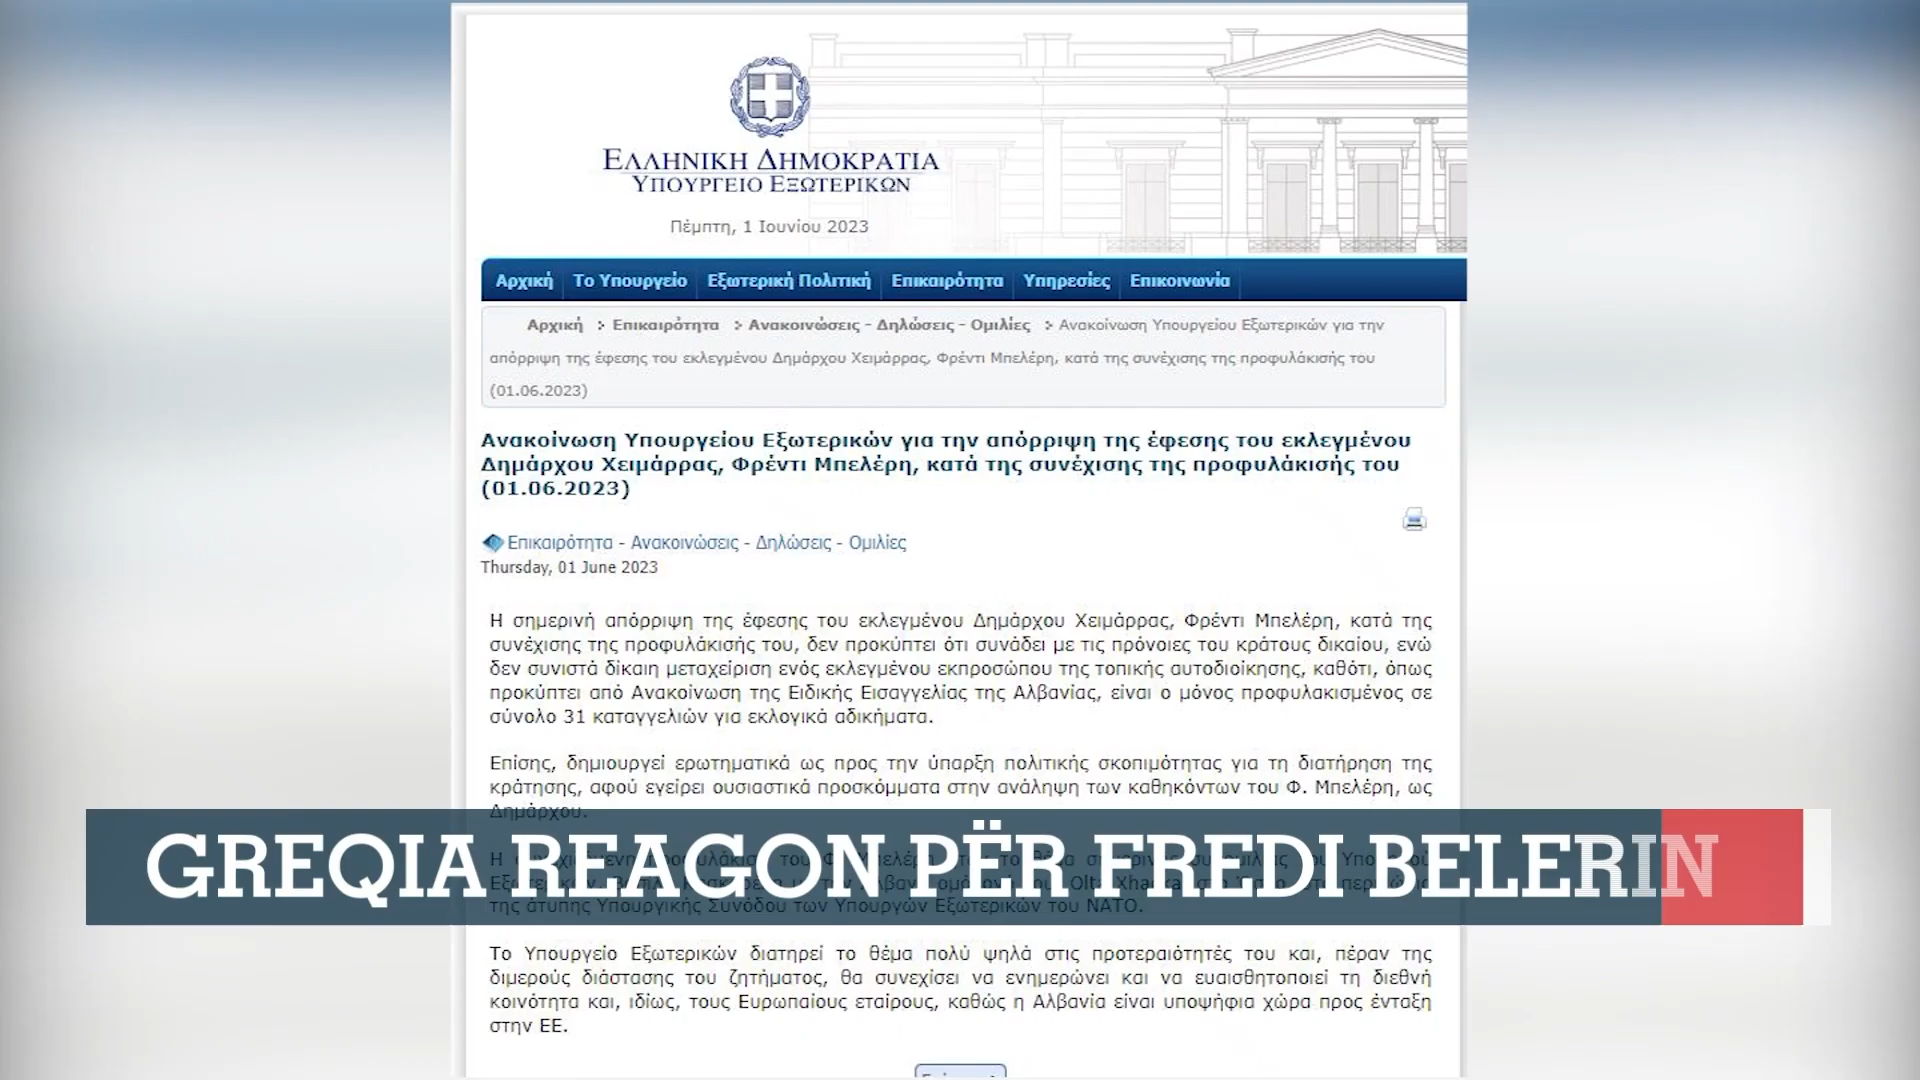 ΕΛΛΗΝΙΚΗ ΔΗΜΟΚΡΑΤΙΑ
ΥΠΟΥΡΓΕΙΟ ΕΞΩΤΕΡΙΚΩΝ
Πέμπτη, 1 Ιουνίου 2023
Αρχική Το Υπουργείο Εξωτερική Πολιτική Επικαιρότητα Υπηρεσίες Επικοινωνία
Αρχική Επικαιρότητα Ανακοινώσεις - Δηλώσεις - Ομιλίες Ανακοίνωση Υπουργείου Εξωτερικών για την
απόρριψη της έφεσης του εκλεγμένου Δημάρχου Χειμάρρας, Φρέντι Μπελέρη, κατά της συνέχισης της προφυλάκισής του
(01.06.2023)
Ανακοίνωση Υπουργείου Εξωτερικών για την απόρριψη της έφεσης του εκλεγμένου
Δημάρχου Χειμάρρας, Φρέντι Μπελέρη, κατά της συνέχισης της προφυλάκισής του
(01.06.2023)
Επικαιρότητα - Ανακοινώσεις - Δηλώσεις - Ομιλίες
Thursday, 01 June 2023
Η σημερινή απόρριψη της έφεσης του εκλεγμένου Δημάρχου Χειμάρρας, Φρέντι Μπελέρη, κατά της
συνέχισης της προφυλάκισής του, δεν προκύπτει ότι συνάδει με τις πρόνοιες του κράτους δικαίου, ενώ
δεν συνιστά δίκαιη μεταχείριση ενός εκλεγμένου εκπροσώπου της τοπικής αυτοδιοίκησης, καθότι, όπως
προκύπτει από Ανακοίνωση της Ειδικής Εισαγγελίας της Αλβανίας, είναι ο μόνος προφυλακισμένος σε
σύνολο 31 καταγγελιών για εκλογικά αδικήματα.
Επίσης, δημιουργεί ερωτηματικά ως προς την ύπαρξη πολιτικής σκοπιμότητας για τη διατήρηση της
κράτησης, αφού εγείρει ουσιαστικά προσκόμματα στην ανάληψη των καθηκόντων του Φ. Μπελέρη, ως
Δημάρχου.
GREQIA REAGON PËR FREDI BELERIN
της άτυπης Υπουργικής Συνόδου των Υπουργών Εξωτερικών του ΝΑΤΟ.
Το Υπουργείο Εξωτερικών διατηρεί το θέμα πολύ ψηλά στις προτεραιότητές του και, πέραν της
διμερούς διάστασης του ζητήματος, θα συνεχίσει να ενημερώνει και να ευαισθητοποιεί τη διεθνή
κοινότητα και, ιδίως, τους Ευρωπαίους εταίρους, καθώς η Αλβανία είναι υποψήφια χώρα προς ένταξη
στην ΕΕ.